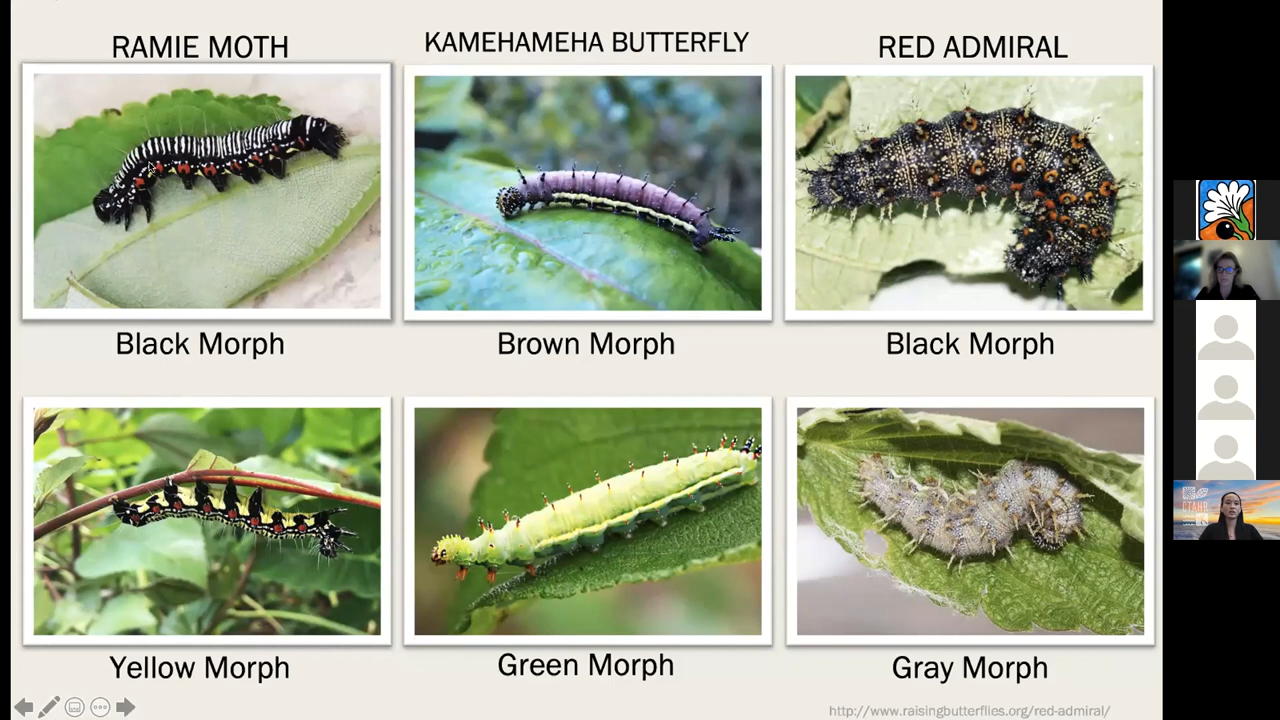 RAMIE MOTH
KAMEHAMEHA BUTTERFLY
RED ADMIRAL
Black Morph
Brown Morph
Black Morph
Yellow Morph
Green Morph
Gray Morph
http://www.raisingbutterflies.org/red-admiral/